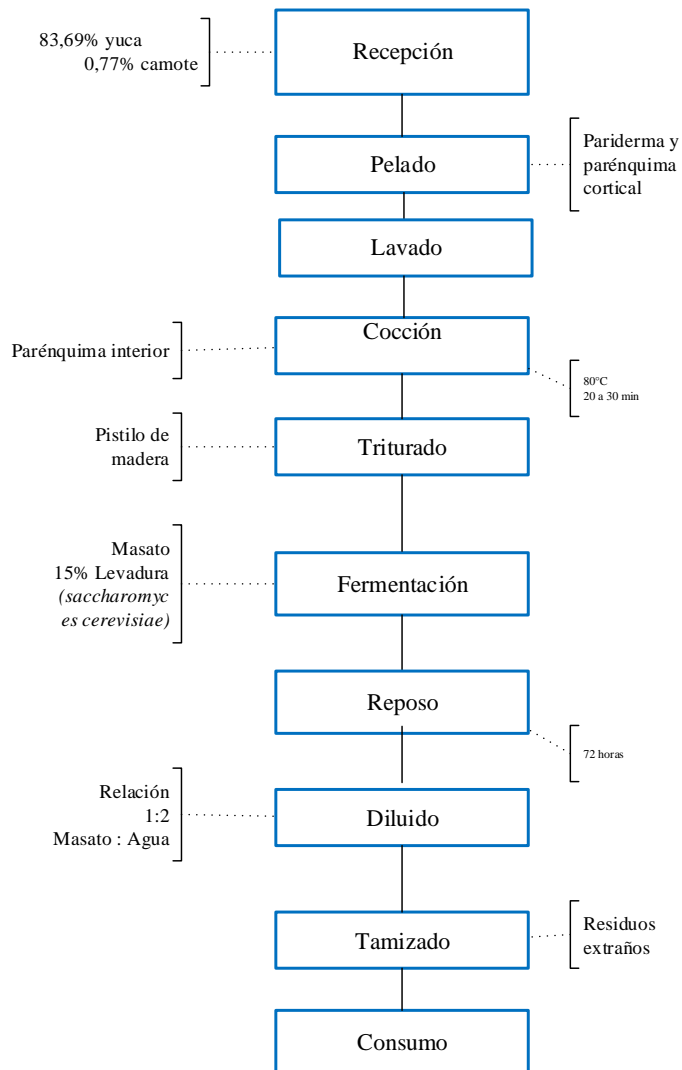 83,69% yuca
0,77% camote
Recepción
Pelado
Pariderma y
parénquima
cortical
Lavado
Cocción
Parénquima interior
80°C
20 a 30 min
Pistilo de
madera
Triturado
Masato
15% Levadura
(saccharomyc
es cerevisiae)
Fermentación
Reposo
72 horas
Relación
1:2
Masato : Agua
Diluido
Tamizado
Residuos
extraños
Consumo